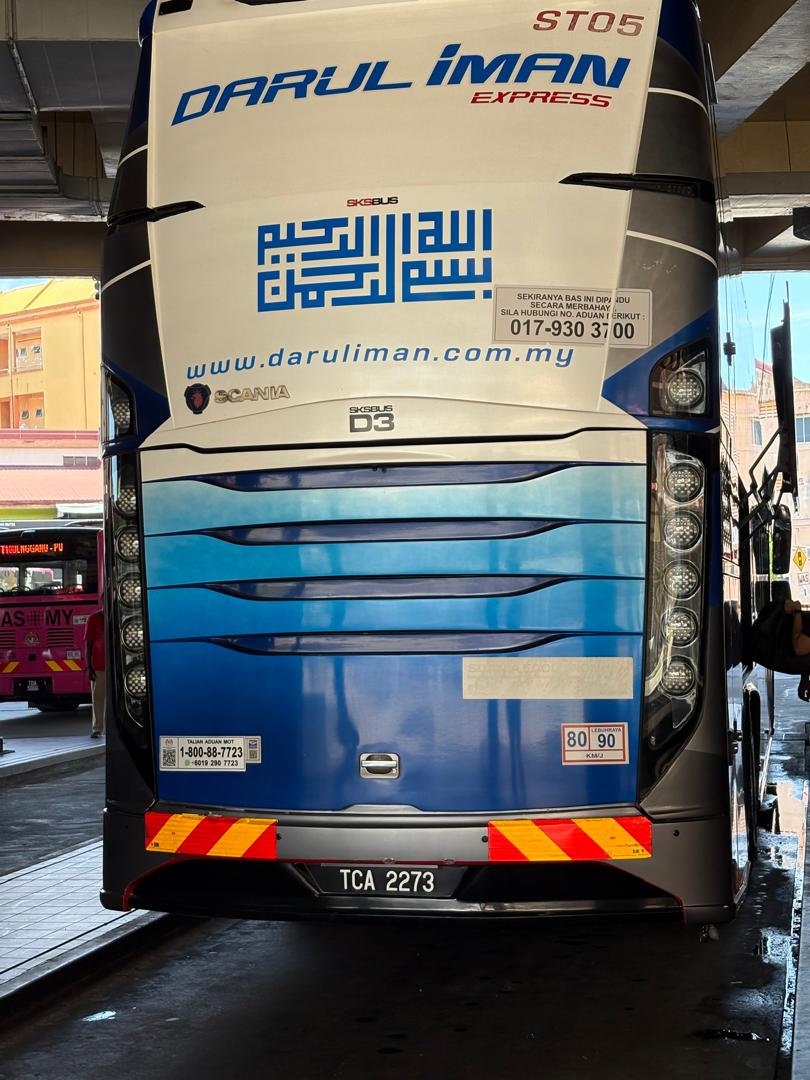 ST05
DARUL IMAN
EXPRESS
SKSBUS
بسم الله الرحمن الرحيم
SEKIRANYA BAS INI DIPANDU
SECARA MERBAHAYA
SILA HUBUNGI NO. ADUAN BERIKUT :
017-930 3700
www.daruliman.com.my
SCANIA
SKSBUS
D3
TALIAN ADUAN MOT
1-800-88-7723
+6019 290 7723
80
LEBUHRAYA
90
KM/J
TCA 2273